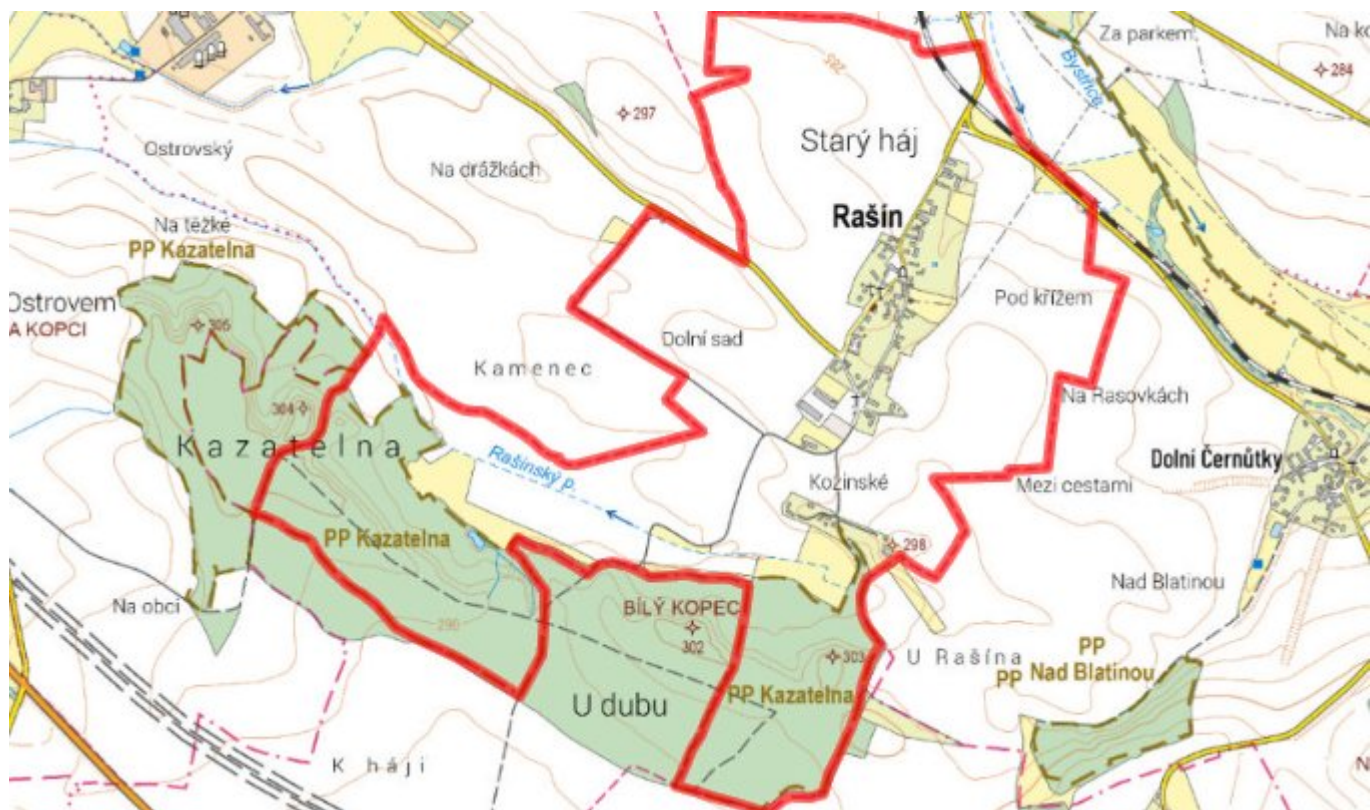 Za parkem
Na ko
284
285
Bystřice
297
Starý háj
Ostrovský
Na drážkách
Rašín
Na těžké
PP Kazatelna
Ostrovem
A KOPCI
305
Pod křížem
Dolní sad
Kamenec
304
Na Rasovkách
Kazatelna
Rašínský p.
Dolní Černůtky
Kozinské
Mezi cestami
PP Kazatelna
298
Nad Blatinou
Na obci
BÍLÝ KOPEC
302
290
303
U Rašína
PP
PP Nad Blatinou
PP Kazatelna
U dubu
K háji
N